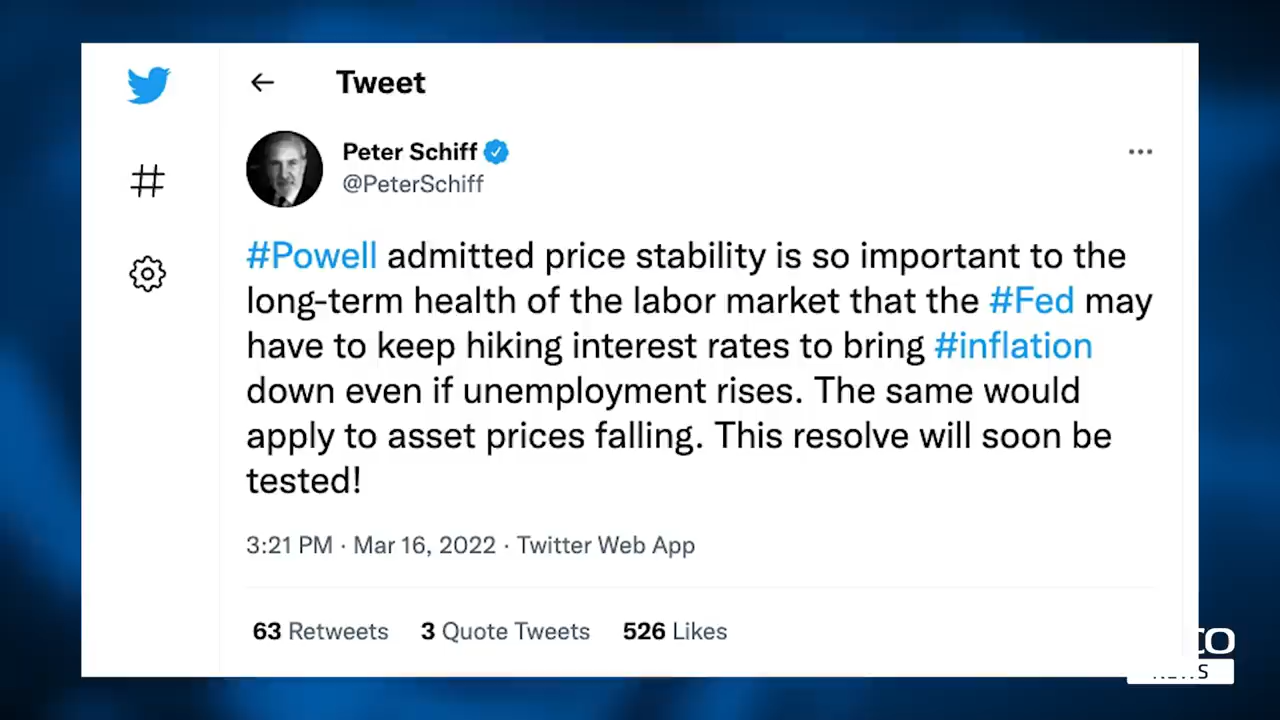 Tweet
Peter Schiff
@PeterSchiff
#Powell admitted price stability is so important to the
long-term health of the labor market that the #Fed may
have to keep hiking interest rates to bring #inflation
down even if unemployment rises. The same would
apply to asset prices falling. This resolve will soon be
tested!
3:21 PM · Mar 16, 2022 · Twitter Web App
63 Retweets 3 Quote Tweets 526 Likes